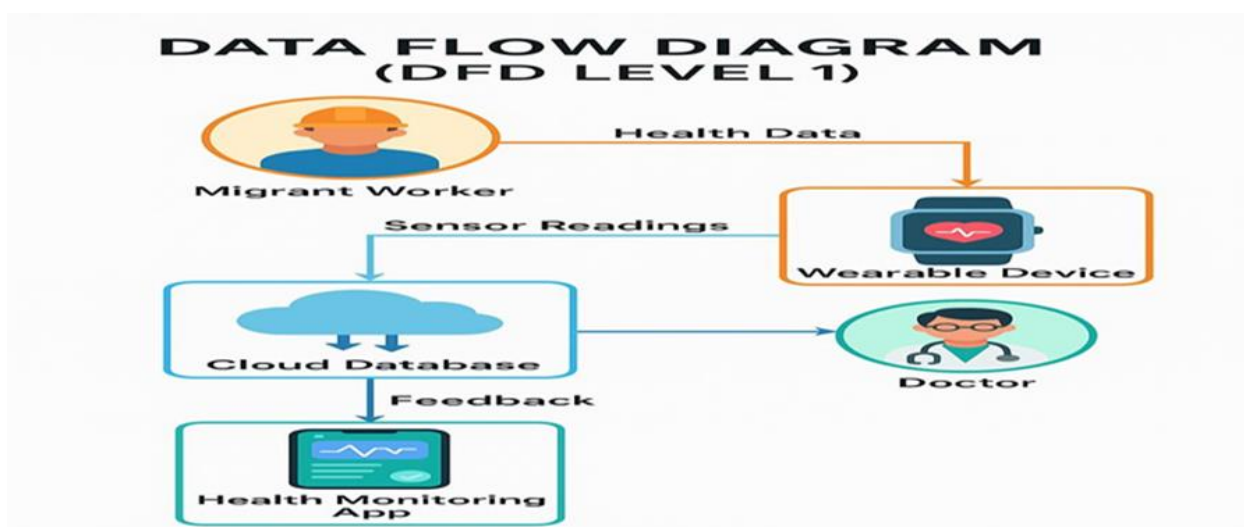 DATA FLOW DIAGRAM
(DFD LEVEL 1)
Health Data
Migrant Worker
Sensor Readings
Wearable Device
Cloud Database
Doctor
Feedback
Health Monitoring
App